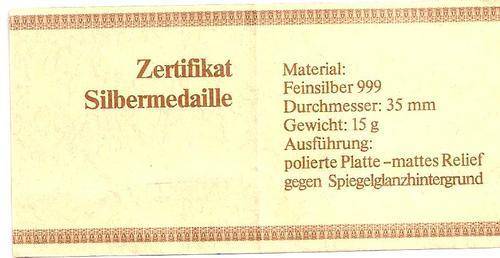 Zertifikat
Silbermedaille
Material:
Feinsilber 999
Durchmesser: 35 mm
Gewicht: 15 g
Ausführung:
polierte Platte – mattes Relief
gegen Spiegelglanzhintergrund